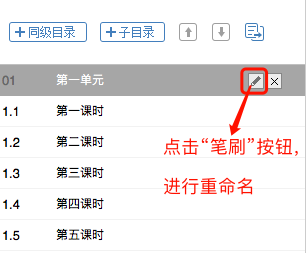 +同级目录 +子目录
01 第一单元
1.1 第一课时
1.2 第二课时
1.3 第三课时
1.4 第四课时
1.5 第五课时
点击“笔刷”按钮,
进行重命名